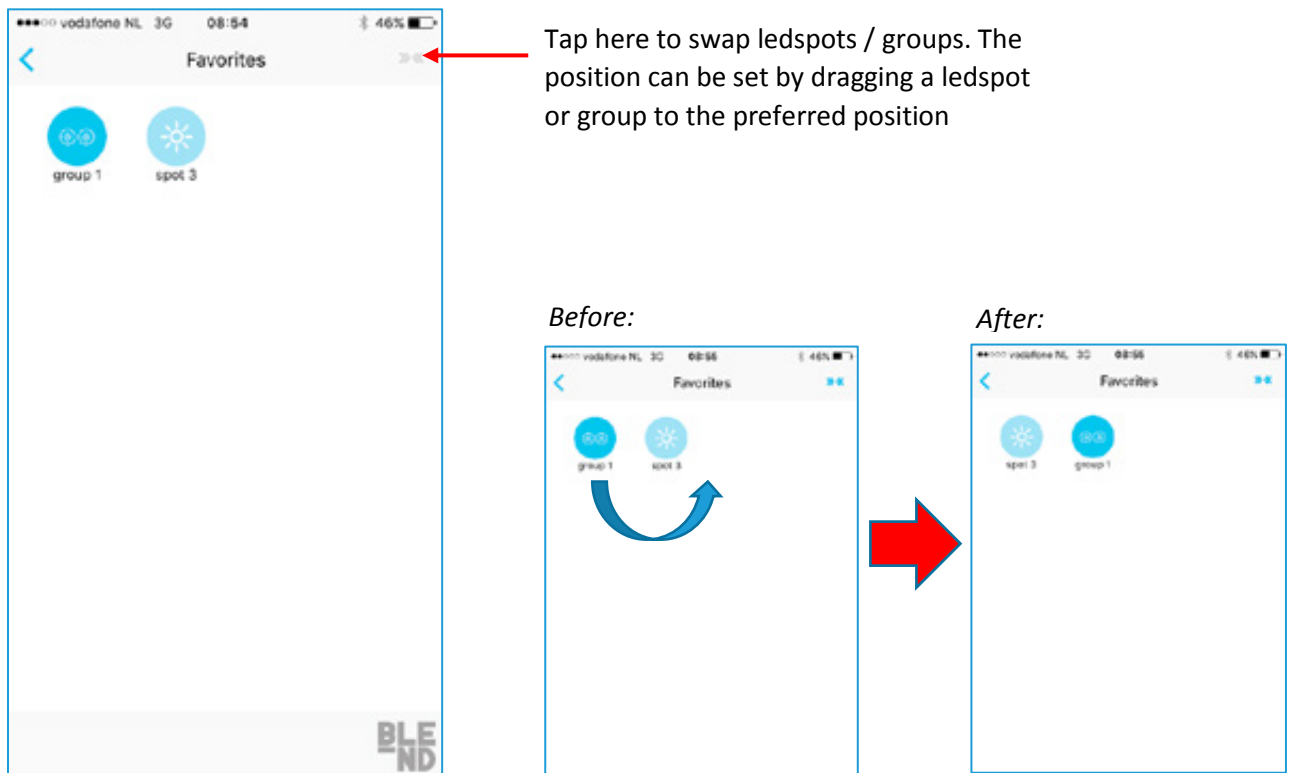 vodafone NL 3G 08:54 46%
Favorites
group 1 spot 3
BLE
ND
Tap here to swap ledspots / groups. The
position can be set by dragging a ledspot
or group to the preferred position
Before:
vodafone NL 3G 08:56 46%
Favorites
group 1 spot 3
After:
vodafone NL 3G 08:56 46%
Favorites
spot 3 group 1